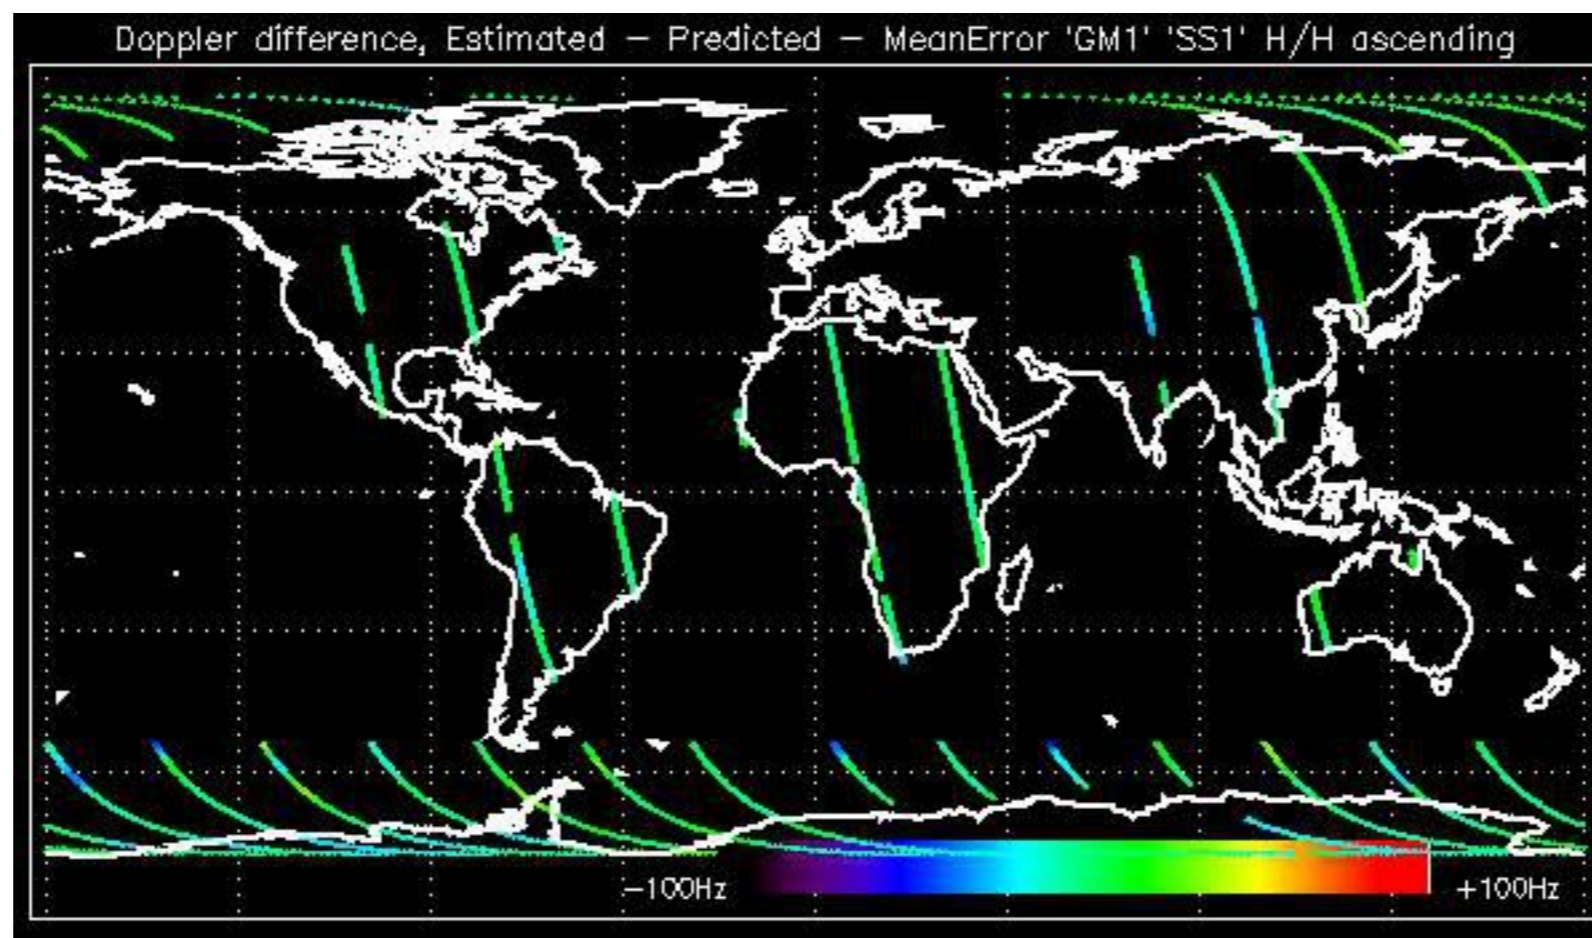 Doppler difference, Estimated – Predicted – MeanError 'GM1' 'SS1' H/H ascending
–100Hz +100Hz